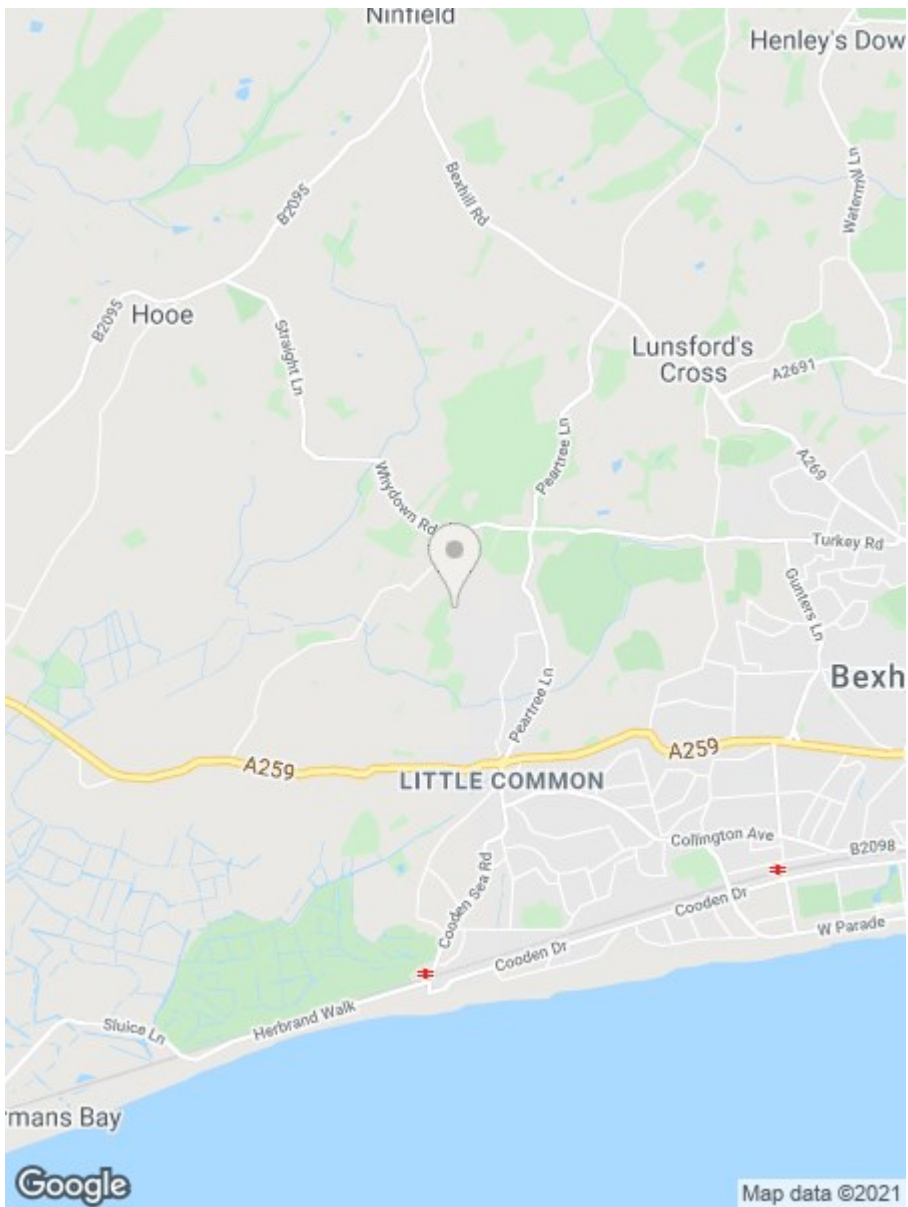 Ninfield
Henley's Dow
Watermill Ln
B2095
Bexhill Rd
B2095
Hooe
Straight Ln
Lunsford's
Cross
A2691
Peartree Ln
A269
Whydown Rd
Turkey Rd
Gunters Ln
Bexh
Peartree Ln
A259
A259
LITTLE COMMON
Collington Ave
B2098
Cooden Sea Rd
Cooden Dr
W Parade
Cooden Dr
Herbrand Walk
Sluice Ln
rmans Bay
Google
Map data ©2021